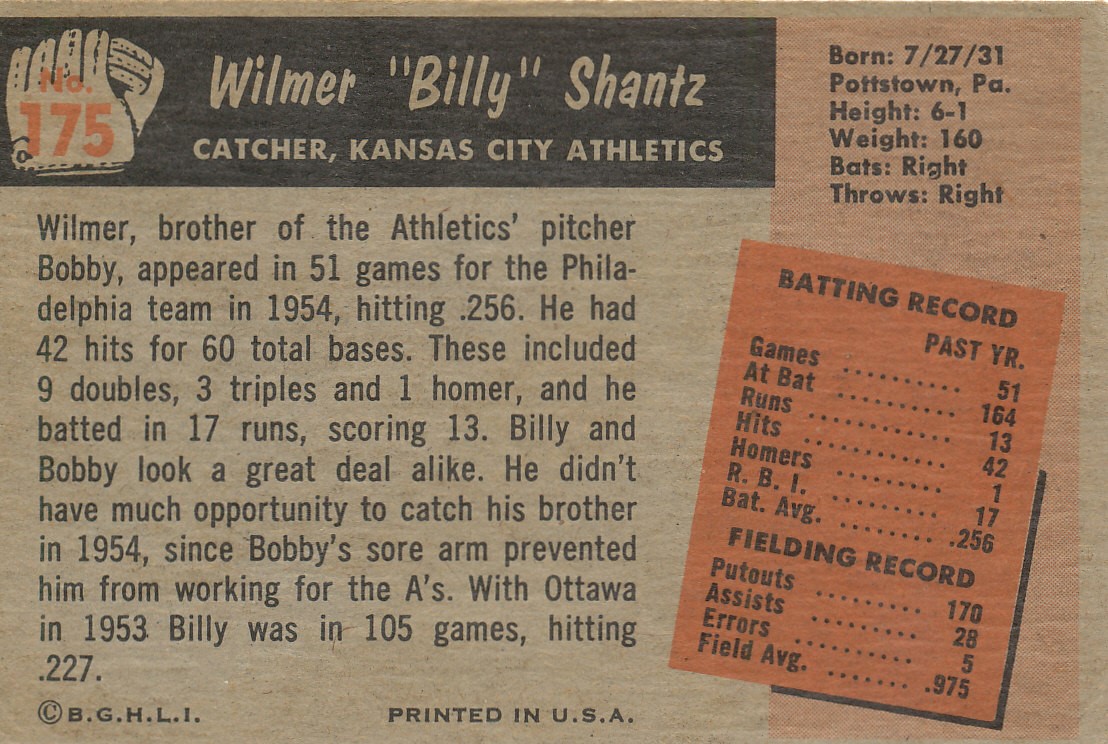 No.
175
Wilmer "Billy" Shantz
CATCHER, KANSAS CITY ATHLETICS
Born: 7/27/31
Pottstown, Pa.
Height: 6-1
Weight: 160
Bats: Right
Throws: Right
Wilmer, brother of the Athletics' pitcher
Bobby, appeared in 51 games for the Phila-
delphia team in 1954, hitting .256. He had
42 hits for 60 total bases. These included
9 doubles, 3 triples and 1 homer, and he
batted in 17 runs, scoring 13. Billy and
Bobby look a great deal alike. He didn't
have much opportunity to catch his brother
in 1954, since Bobby's sore arm prevented
him from working for the A's. With Ottawa
in 1953 Billy was in 105 games, hitting
.227.
BATTING RECORD
PAST YR.
Games .......... 51
At Bat .......... 164
Runs ............ 13
Hits ............ 42
Homers ......... 1
R. B. I. ......... 17
Bat. Avg. ........ .256
FIELDING RECORD
Putouts ......... 170
Assists ......... 28
Errors .......... 5
Field Avg. ....... .975
©B.G.H.L.I.
PRINTED IN U.S.A.